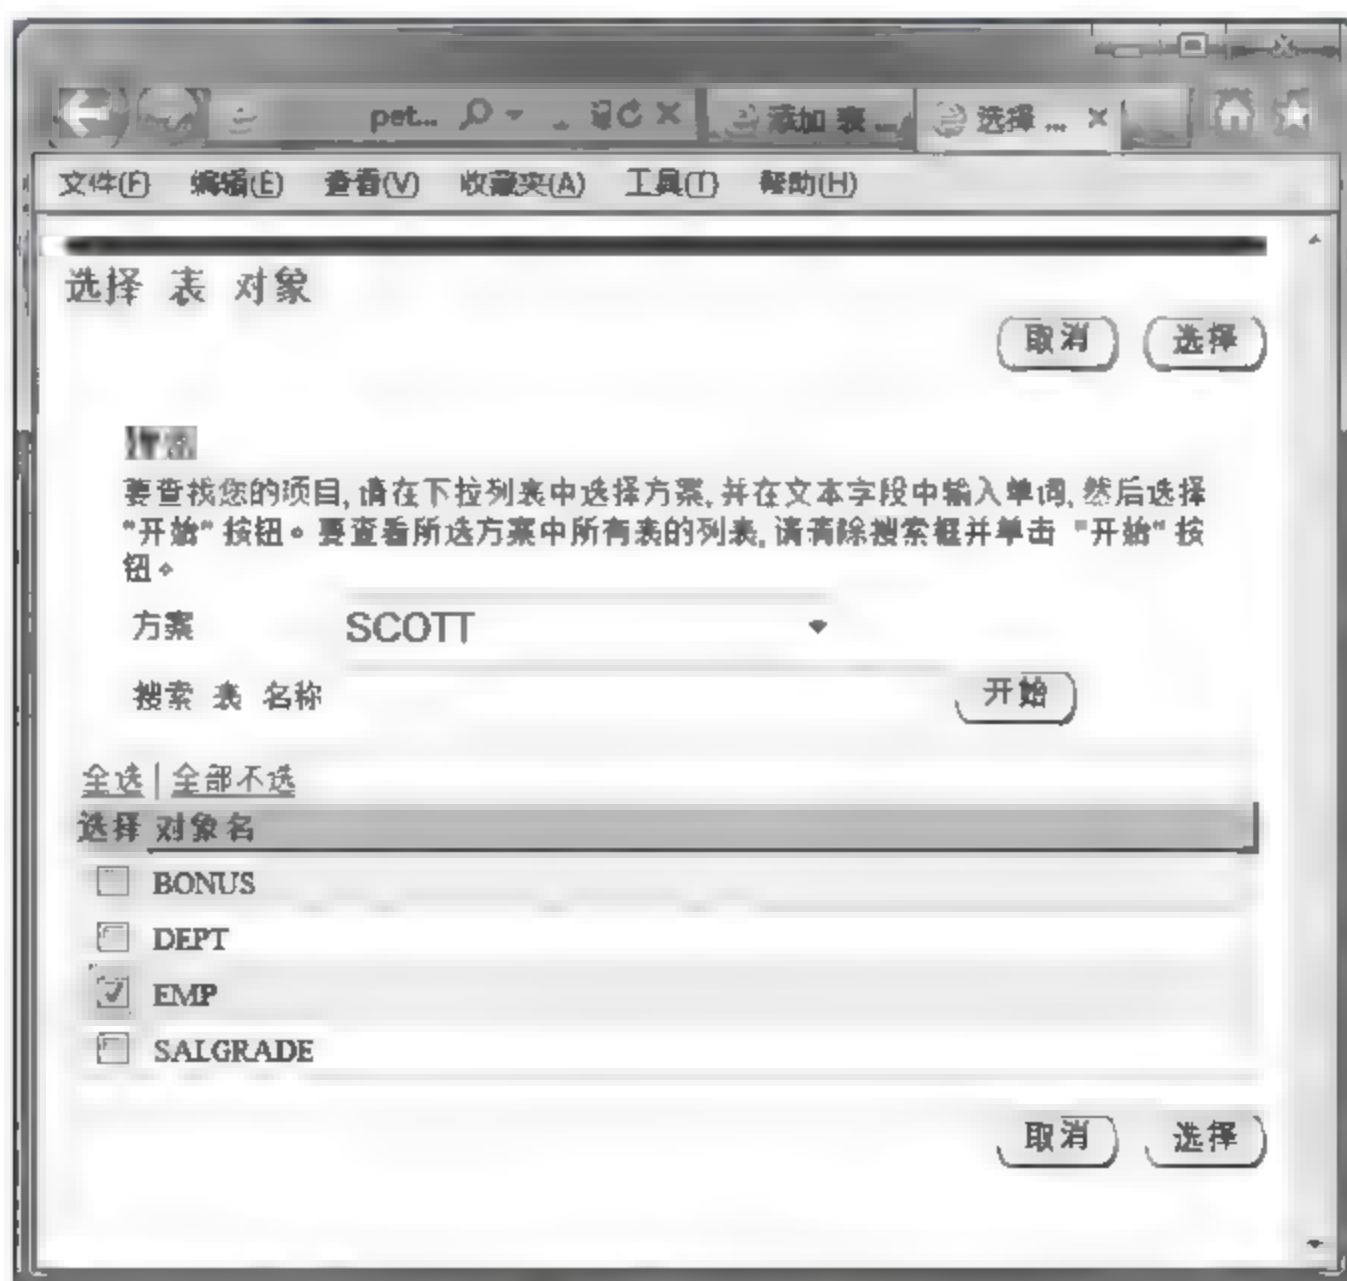 pet...
添加 表 ...
选择 ...
文件(F) 编辑(E) 查看(V) 收藏夹(A) 工具(T) 帮助(H)
选择 表 对象
取消 选择
搜索
要查找您的项目, 请在下拉列表中选择方案, 并在文本字段中输入单词, 然后选择
“开始” 按钮。要查看所选方案中所有表的列表, 请清除搜索框并单击 “开始” 按
钮。
方案 SCOTT
搜索 表 名称 开始
全选 | 全部不选
选择 对象名
BONUS
DEPT
EMP
SALGRADE
取消 选择